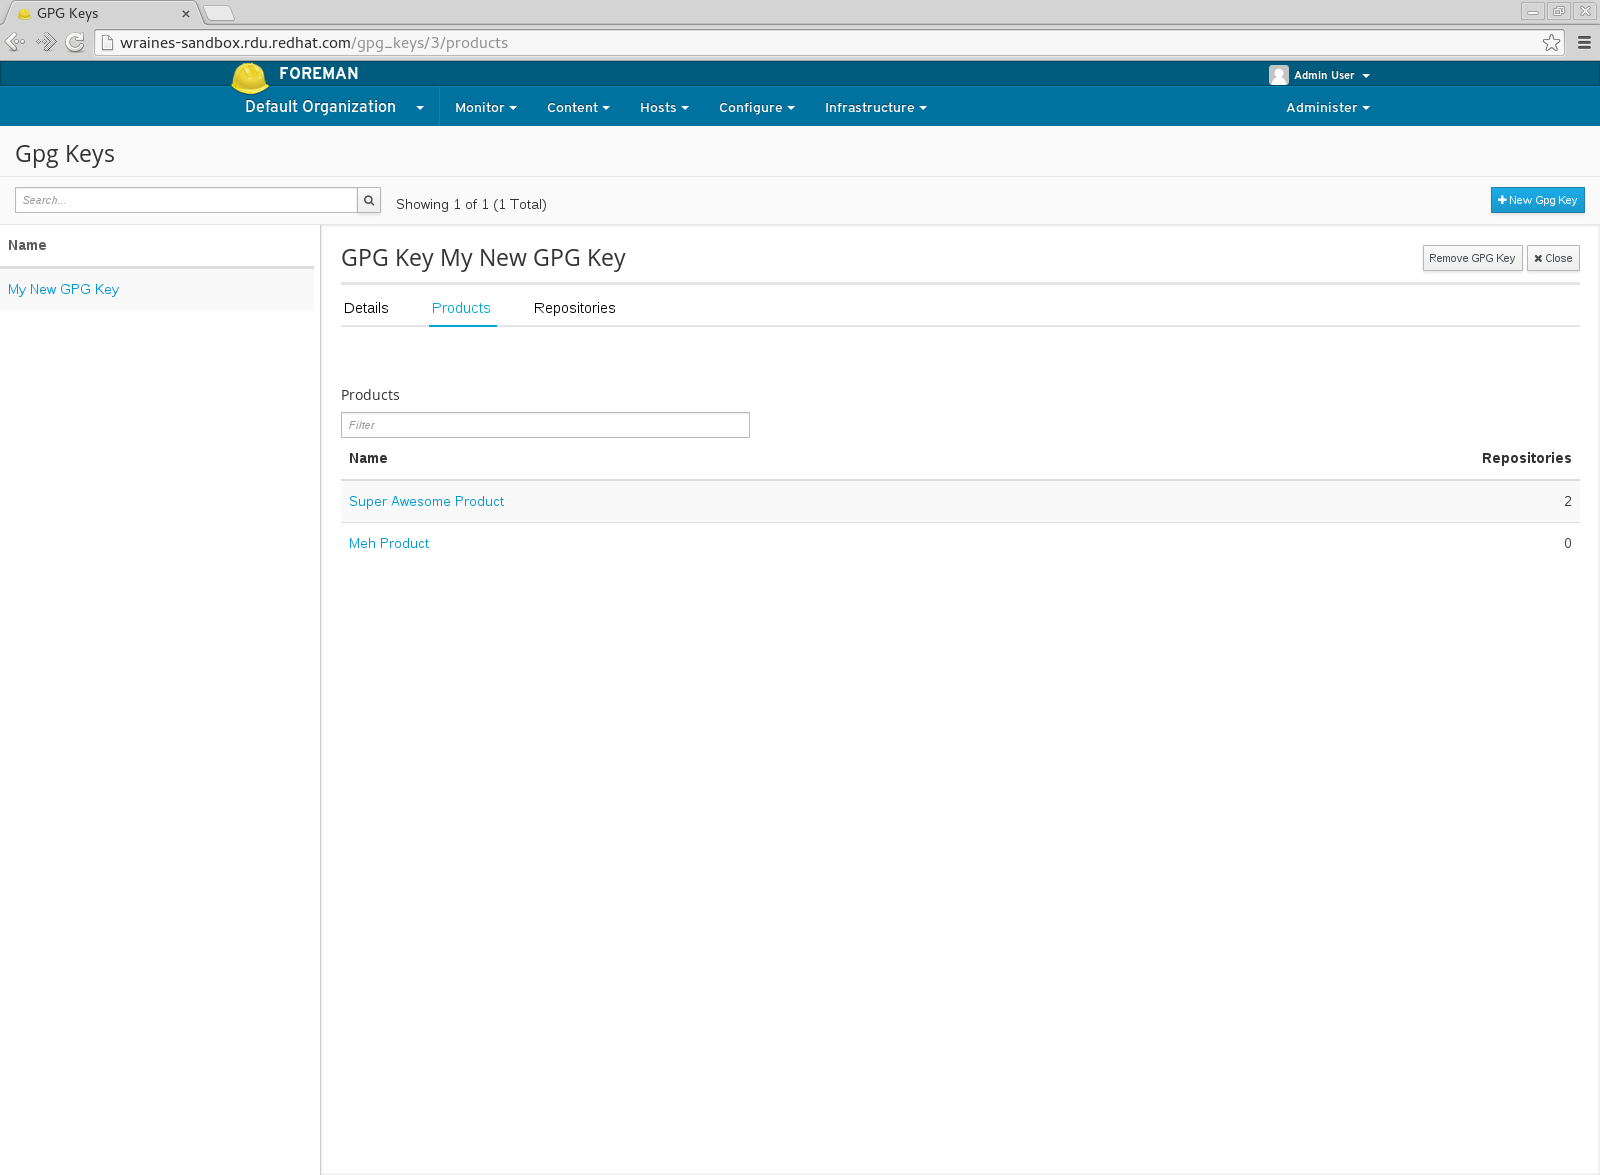 GPG Keys
wraines-sandbox.rdu.redhat.com/gpg_keys/3/products
FOREMAN
Admin User
Default Organization
Monitor
Content
Hosts
Configure
Infrastructure
Administer
Gpg Keys
Search...
Showing 1 of 1 (1 Total)
New Gpg Key
Name
My New GPG Key
GPG Key My New GPG Key
Remove GPG Key
Close
Details
Products
Repositories
Products
Filter
Name
Repositories
Super Awesome Product
2
Meh Product
0